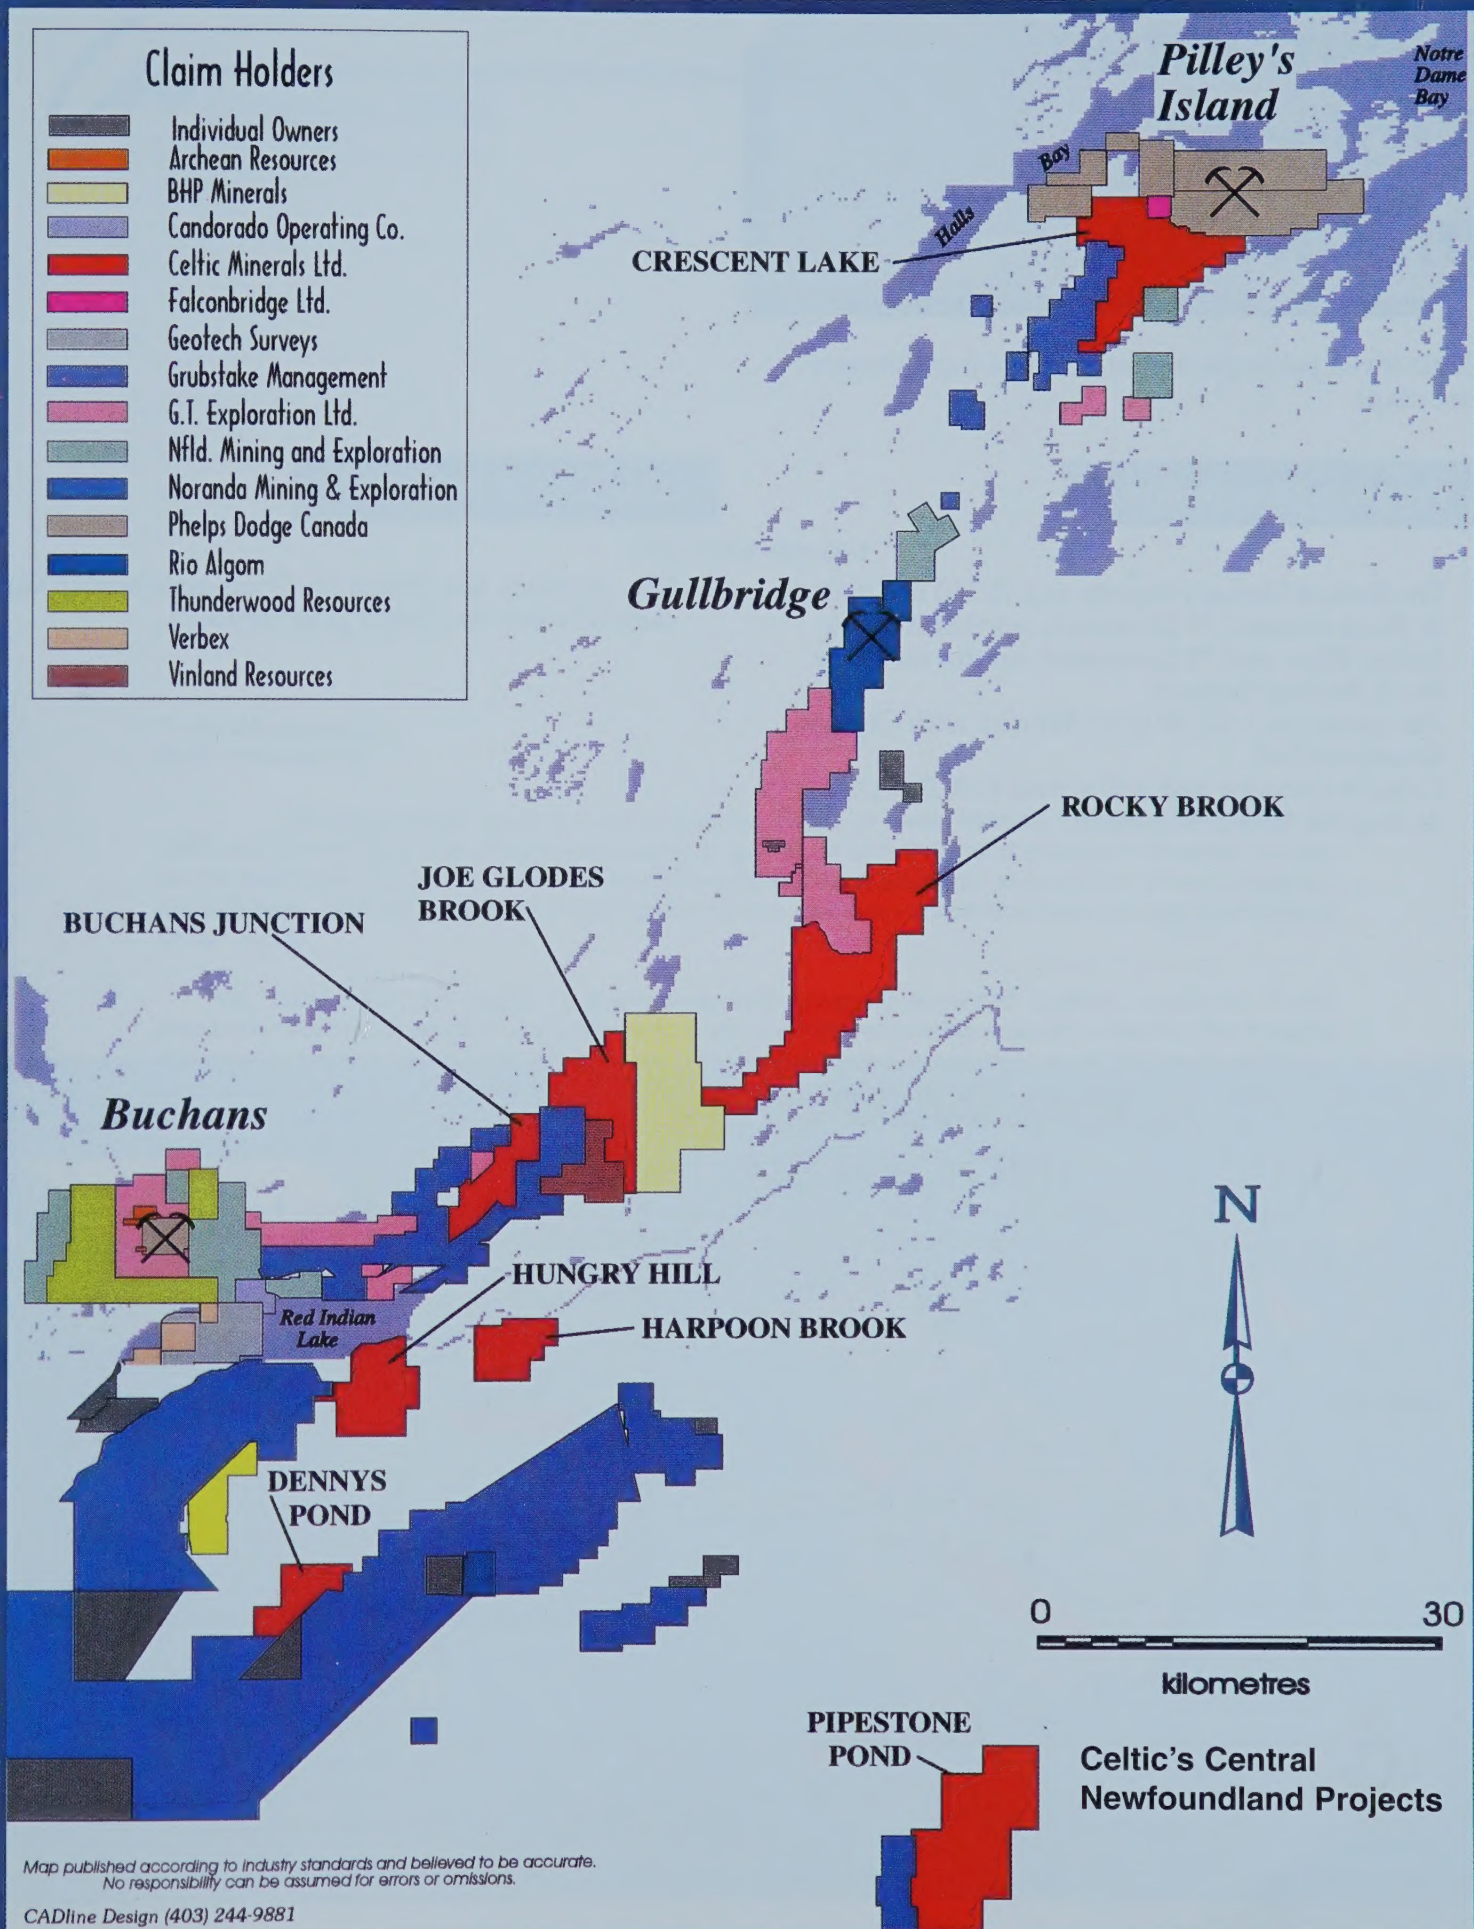 Claim Holders
Individual Owners
Archean Resources
BHP Minerals
Candorado Operating Co.
Celtic Minerals Ltd.
Falconbridge Ltd.
Geotech Surveys
Grubstake Management
G.T. Exploration Ltd.
Nfld. Mining and Exploration
Noranda Mining & Exploration
Phelps Dodge Canada
Rio Algom
Thunderwood Resources
Verbex
Vinland Resources
Pilley's
Island
Notre
Dame
Bay
Bay
Halls
CRESCENT LAKE
Gullbridge
ROCKY BROOK
JOE GLODES
BROOK
BUCHANS JUNCTION
Buchans
N
HUNGRY HILL
Red Indian
Lake
HARPOON BROOK
DENNYS
POND
0 30
kilometres
PIPESTONE
POND
Celtic's Central
Newfoundland Projects
Map published according to industry standards and believed to be accurate.
No responsibility can be assumed for errors or omissions.
CADline Design (403) 244-9881